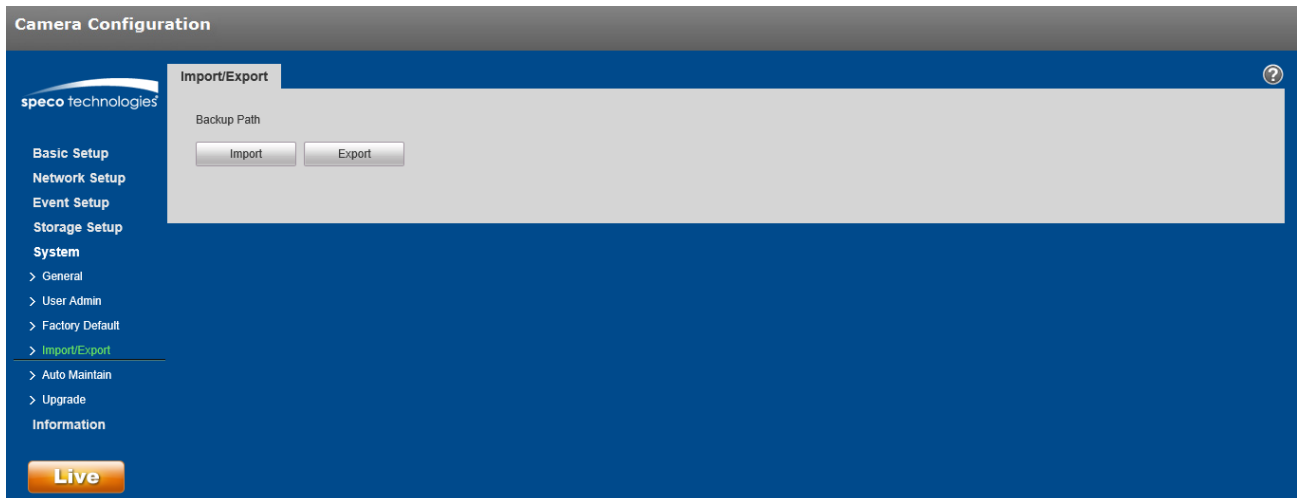 Camera Configuration
speco technologies
Import/Export
?
Backup Path
Import Export
Basic Setup
Network Setup
Event Setup
Storage Setup
System
> General
> User Admin
> Factory Default
> Import/Export
> Auto Maintain
> Upgrade
Information
Live